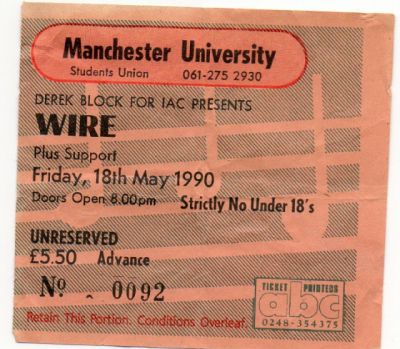 Manchester University
Students Union 061-275 2930
DEREK BLOCK FOR IAC PRESENTS
WIRE
Plus Support
Friday, 18th May 1990
Doors Open 8.00pm Strictly No Under 18's
UNRESERVED
£5.50 Advance
No. 0092
TICKET PRINTERS
abc
0248-354375
Retain This Portion. Conditions Overleaf.